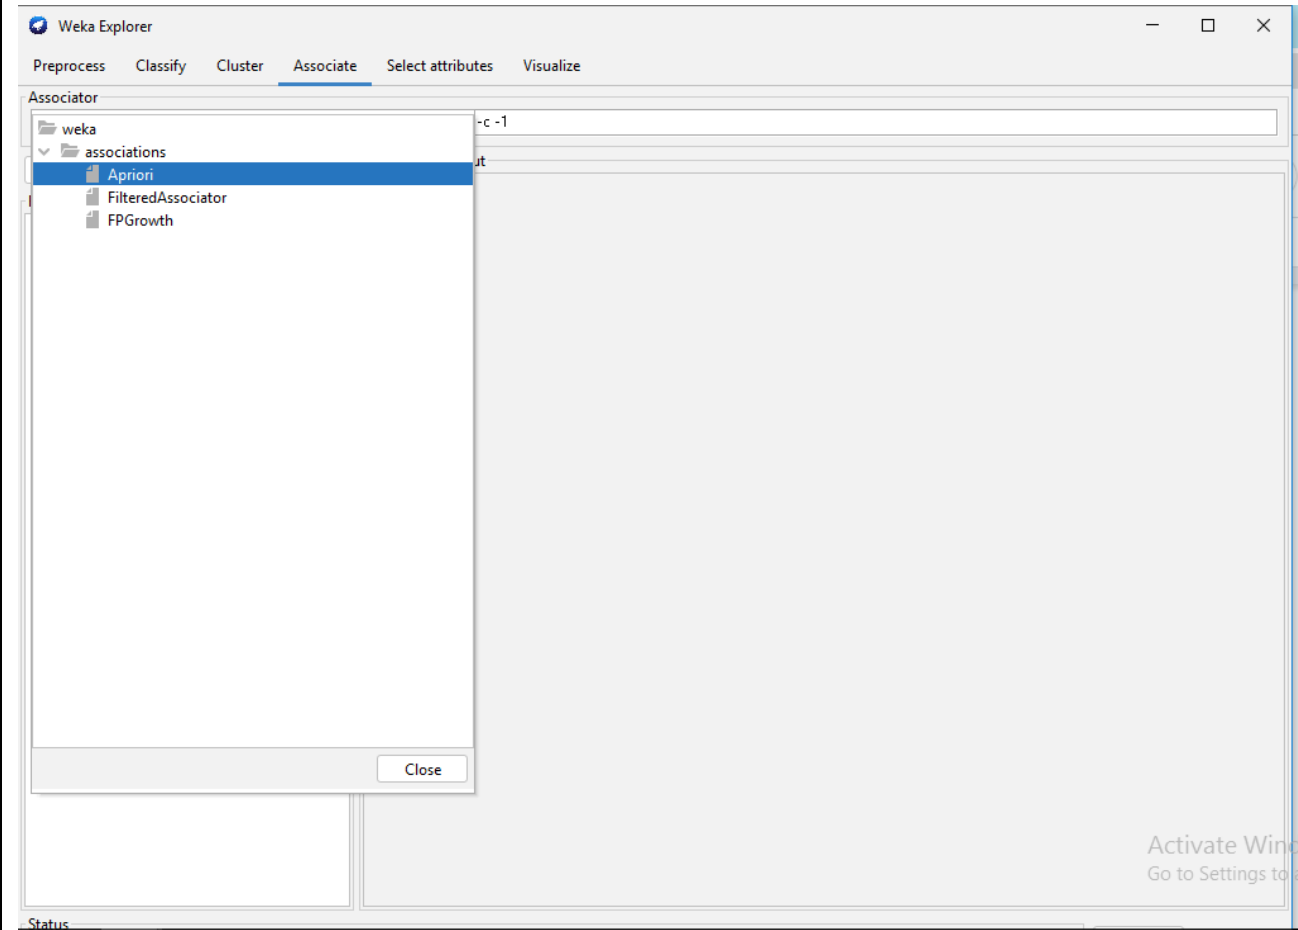 Weka Explorer
Preprocess Classify Cluster Associate Select attributes Visualize
Associator
-c -1
weka
associations
Apriori
FilteredAssociator
FPGrowth
Close
Activate Win
Go to Settings to
Status